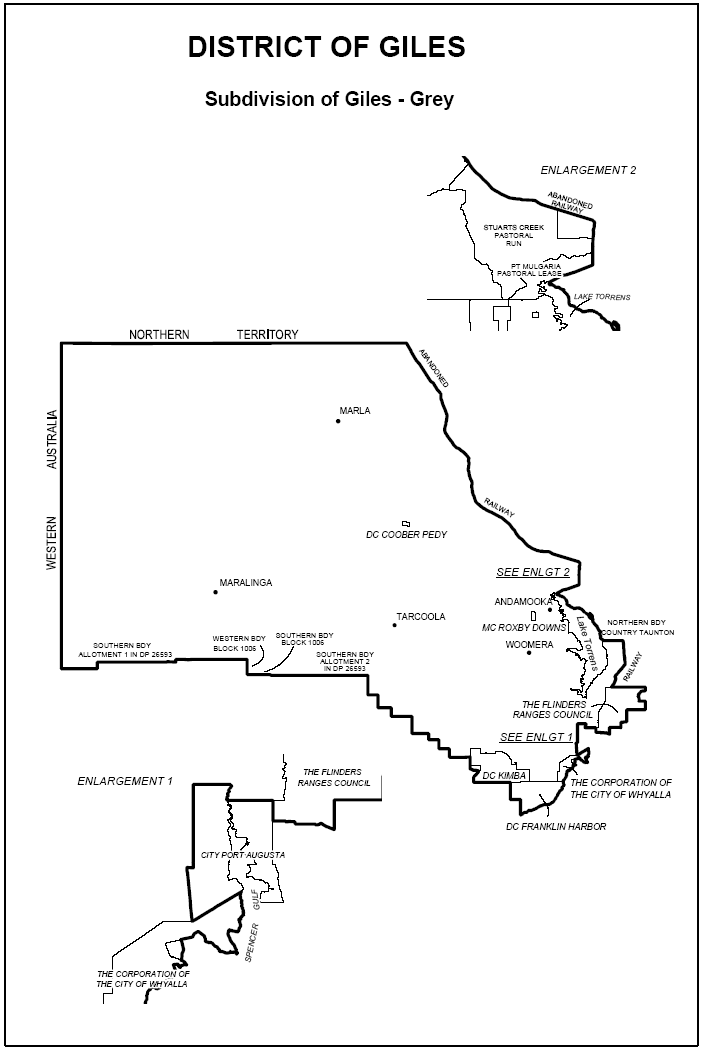 DISTRICT OF GILES
Subdivision of Giles - Grey
ENLARGEMENT 2
ABANDONED
RAILWAY
STUARTS CREEK
PASTORAL
RUN
PT MULGARIA
PASTORAL LEASE
LAKE TORRENS
NORTHERN TERRITORY
ABANDONED
WESTERN AUSTRALIA
MARLA
RAILWAY
DC COOBER PEDY
SEE ENLGT 2
MARALINGA
ANDAMOOKA
TARCOOLA
MC ROXBY DOWNS
Lake Torrens
NORTHERN BDY
COUNTRY TAUNTON
WOOMERA
SOUTHERN BDY
ALLOTMENT 1 IN DP 26593
WESTERN BDY
BLOCK 1006
SOUTHERN BDY
BLOCK 1006
SOUTHERN BDY
ALLOTMENT 2
IN DP 26593
RAILWAY
THE FLINDERS
RANGES COUNCIL
SEE ENLGT 1
DC KIMBA
THE CORPORATION OF
THE CITY OF WHYALLA
DC FRANKLIN HARBOR
ENLARGEMENT 1
THE FLINDERS
RANGES COUNCIL
CITY PORT AUGUSTA
SPENCER GULF
THE CORPORATION OF
THE CITY OF WHYALLA